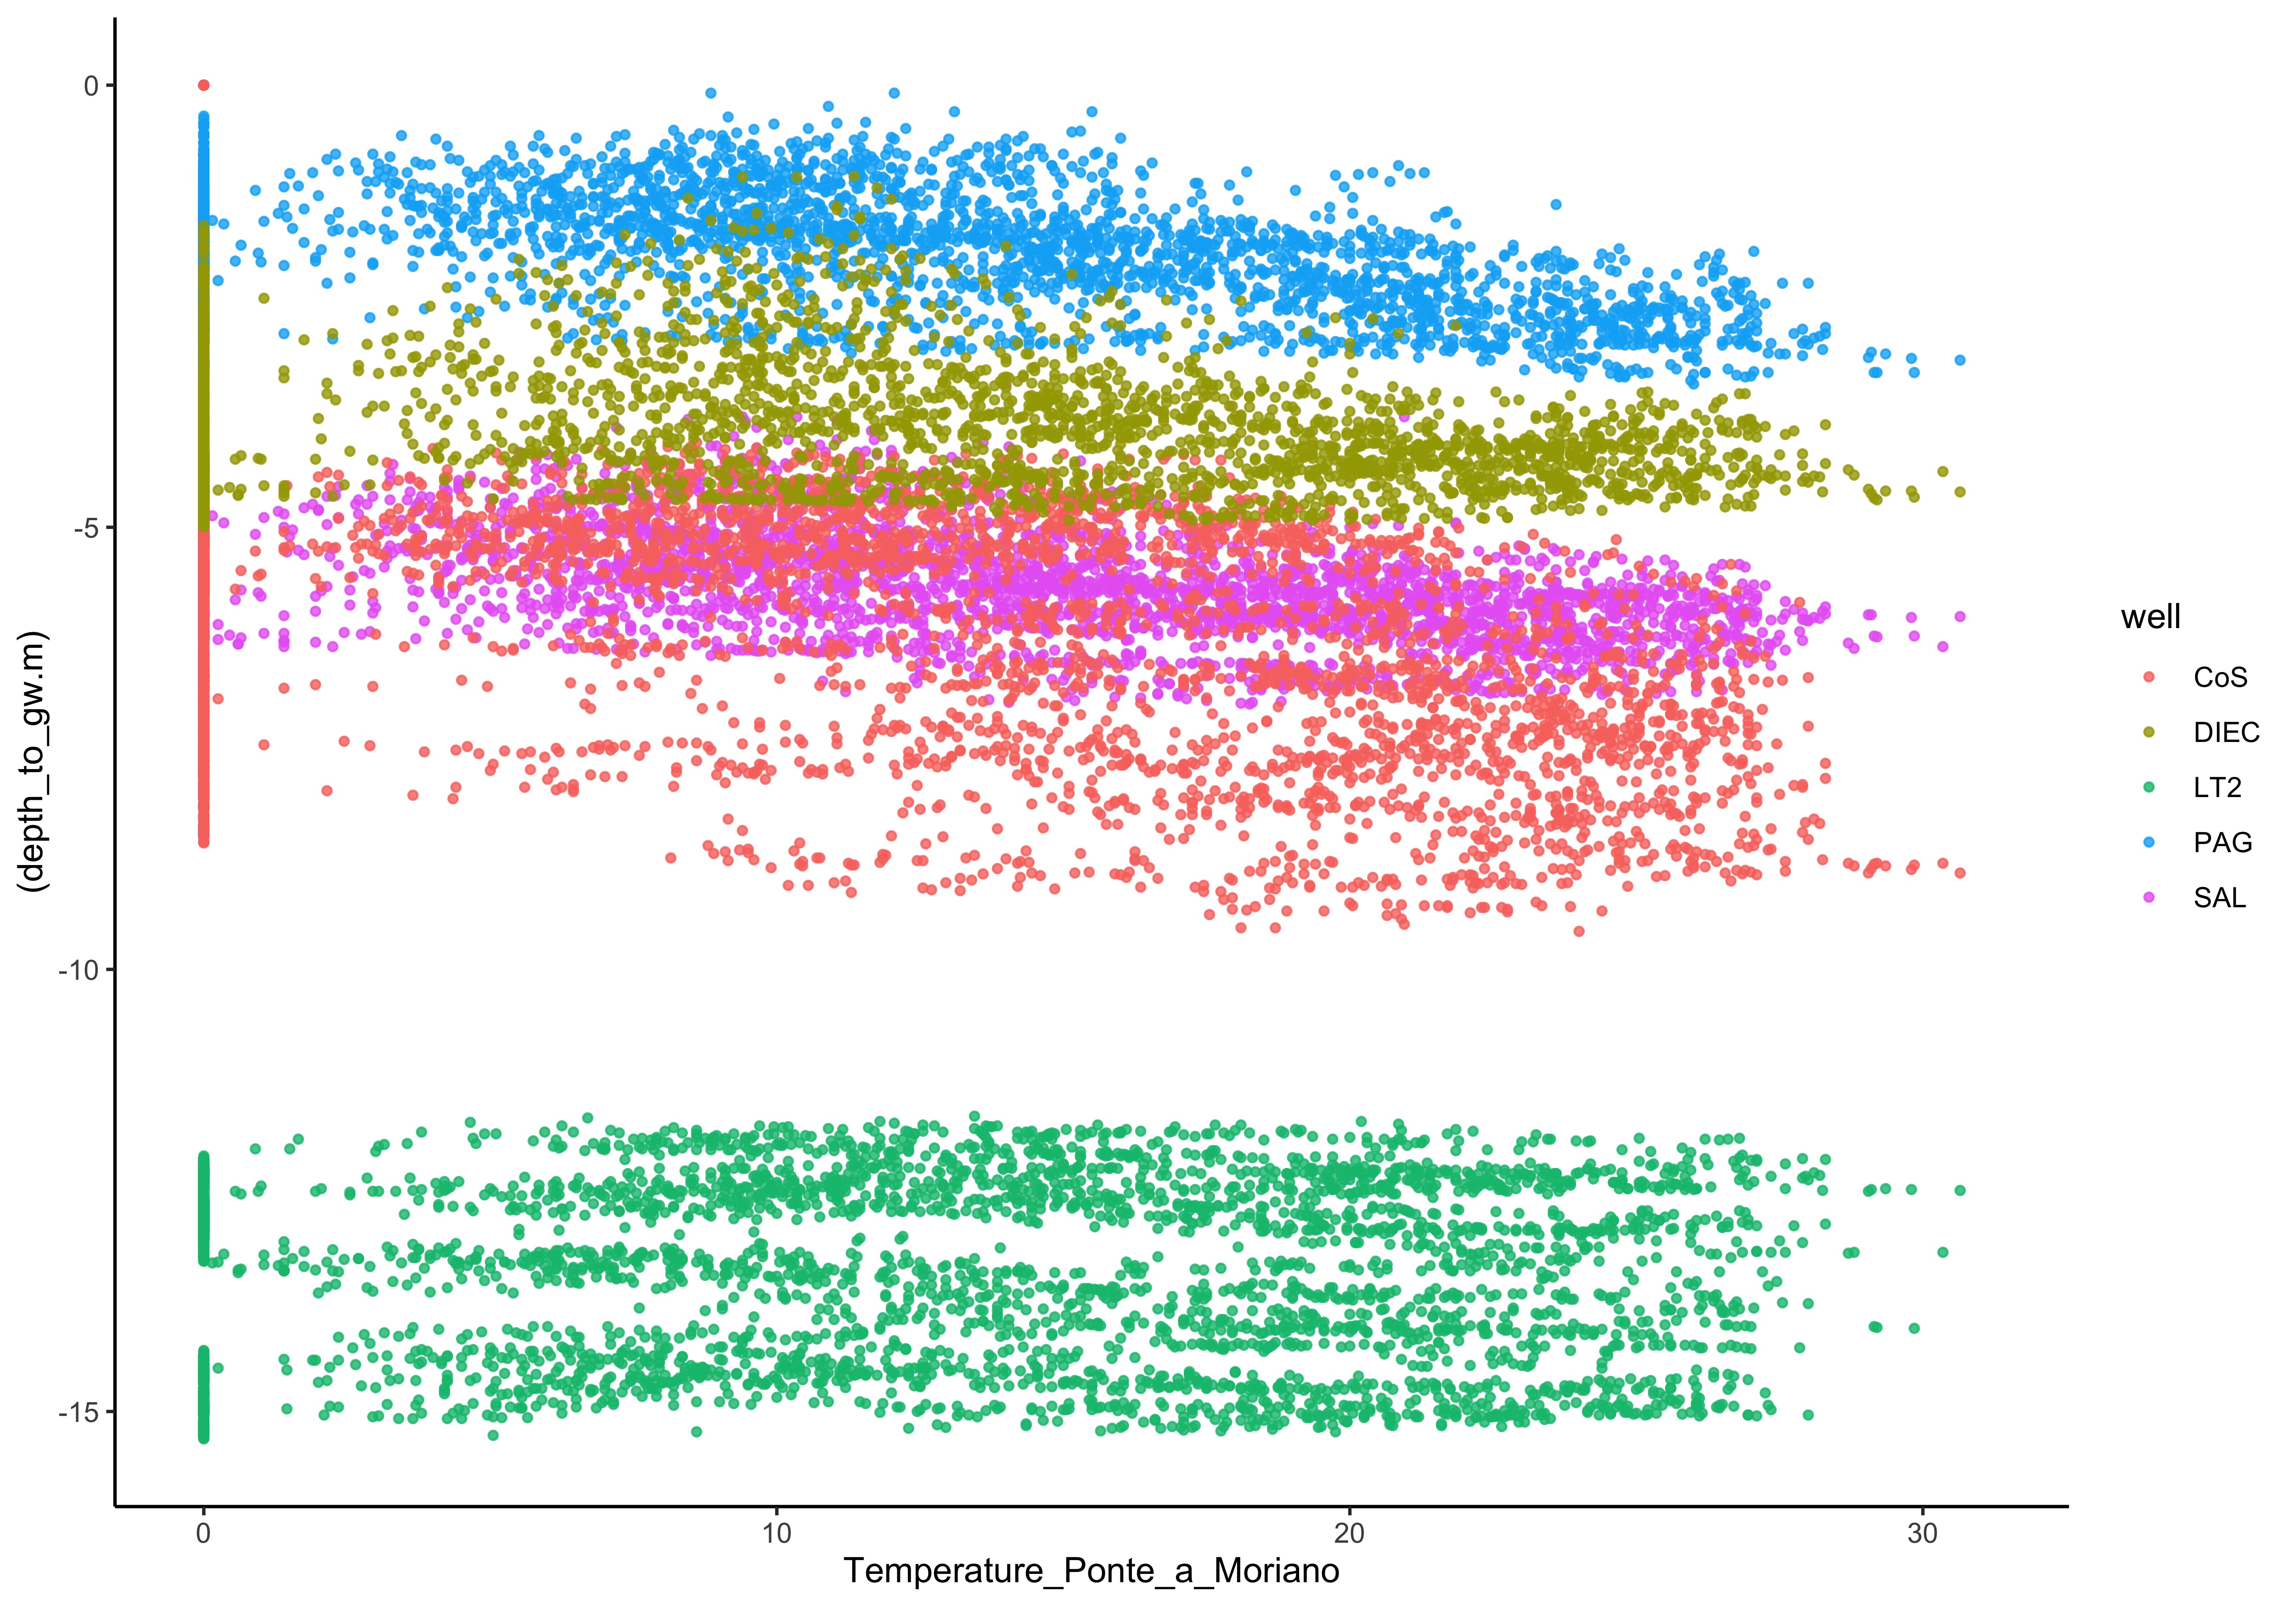 0
-5
-10
-15
(depth_to_gw.m)
0
10
20
30
Temperature_Ponte_a_Moriano
well
CoS
DIEC
LT2
PAG
SAL